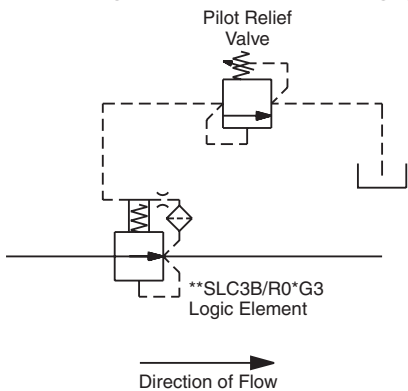 Pilot Relief
Valve
**SLC3B/R0*G3
Logic Element
Direction of Flow